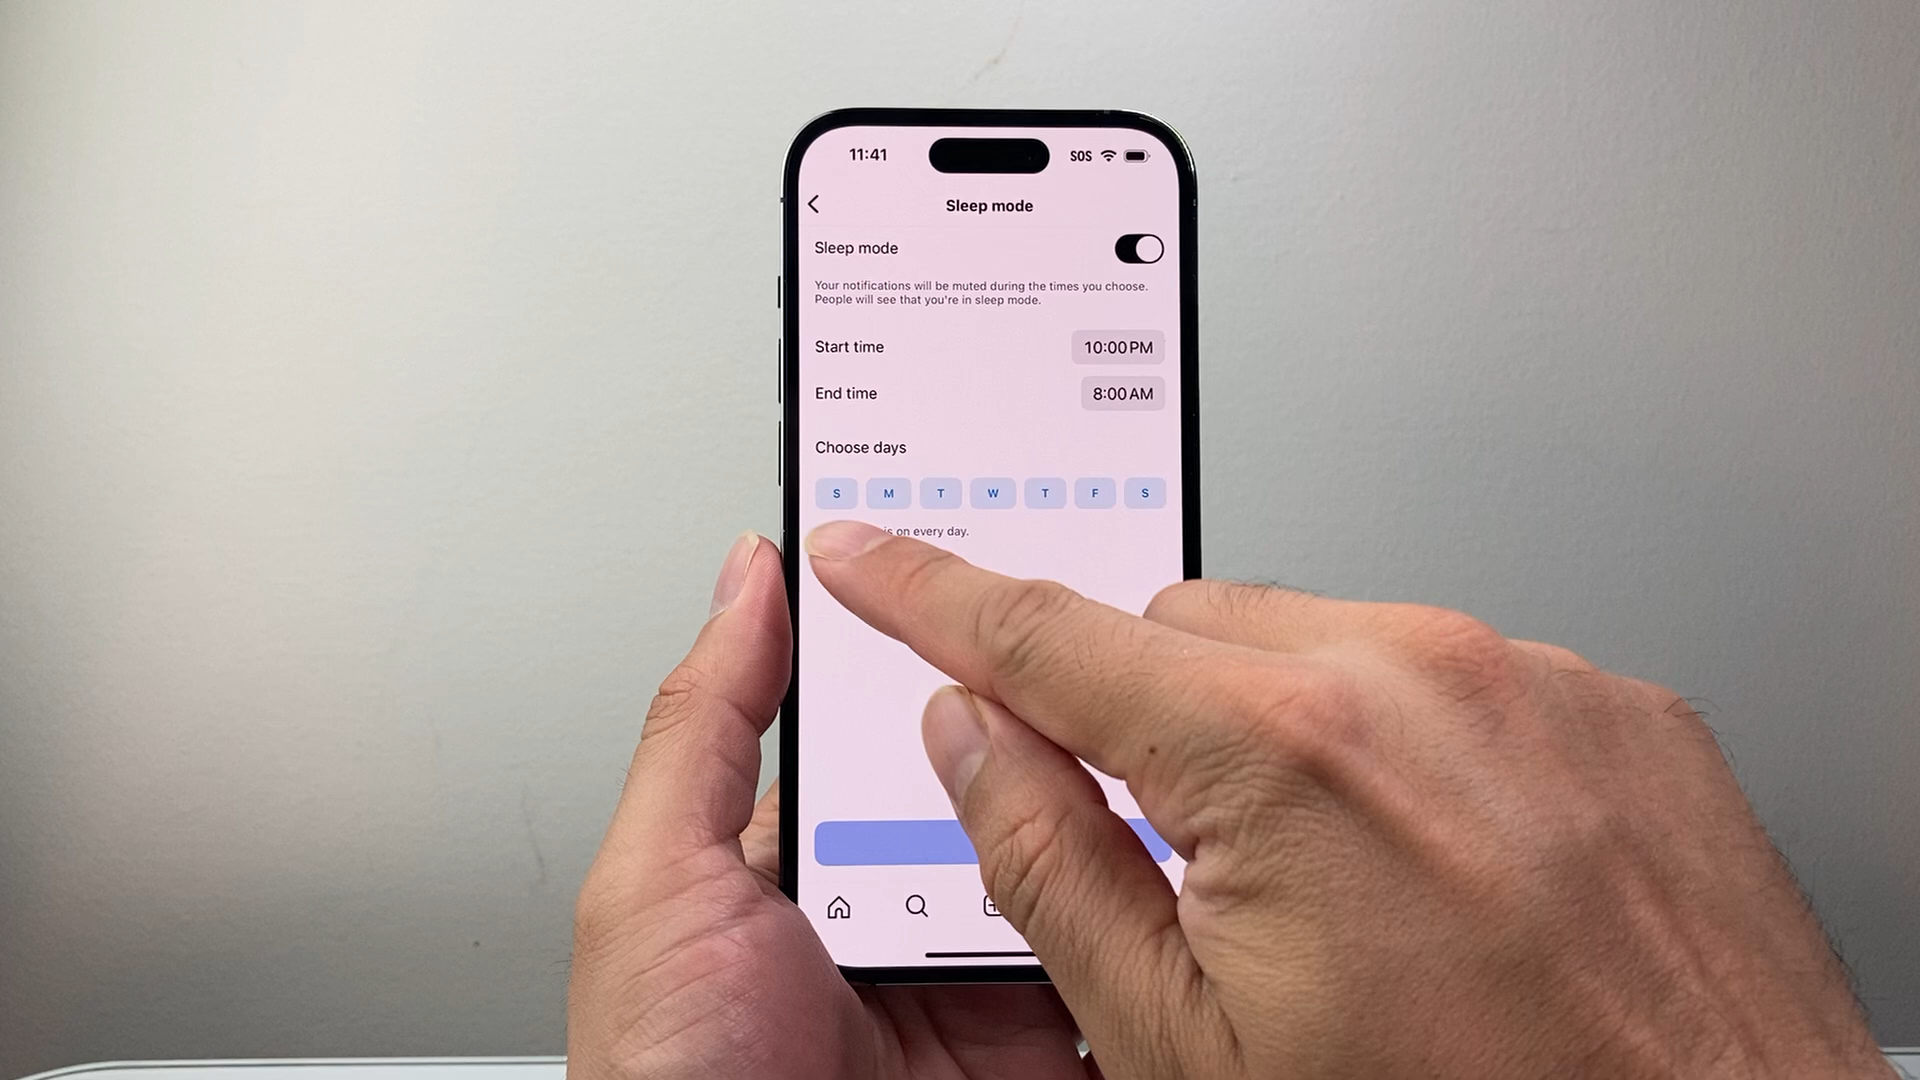 11:41
SOS
Sleep mode
Sleep mode
Your notifications will be muted during the times you choose.
People will see that you're in sleep mode.
Start time
10:00 PM
End time
8:00 AM
Choose days
S M T W T F S
is on every day.